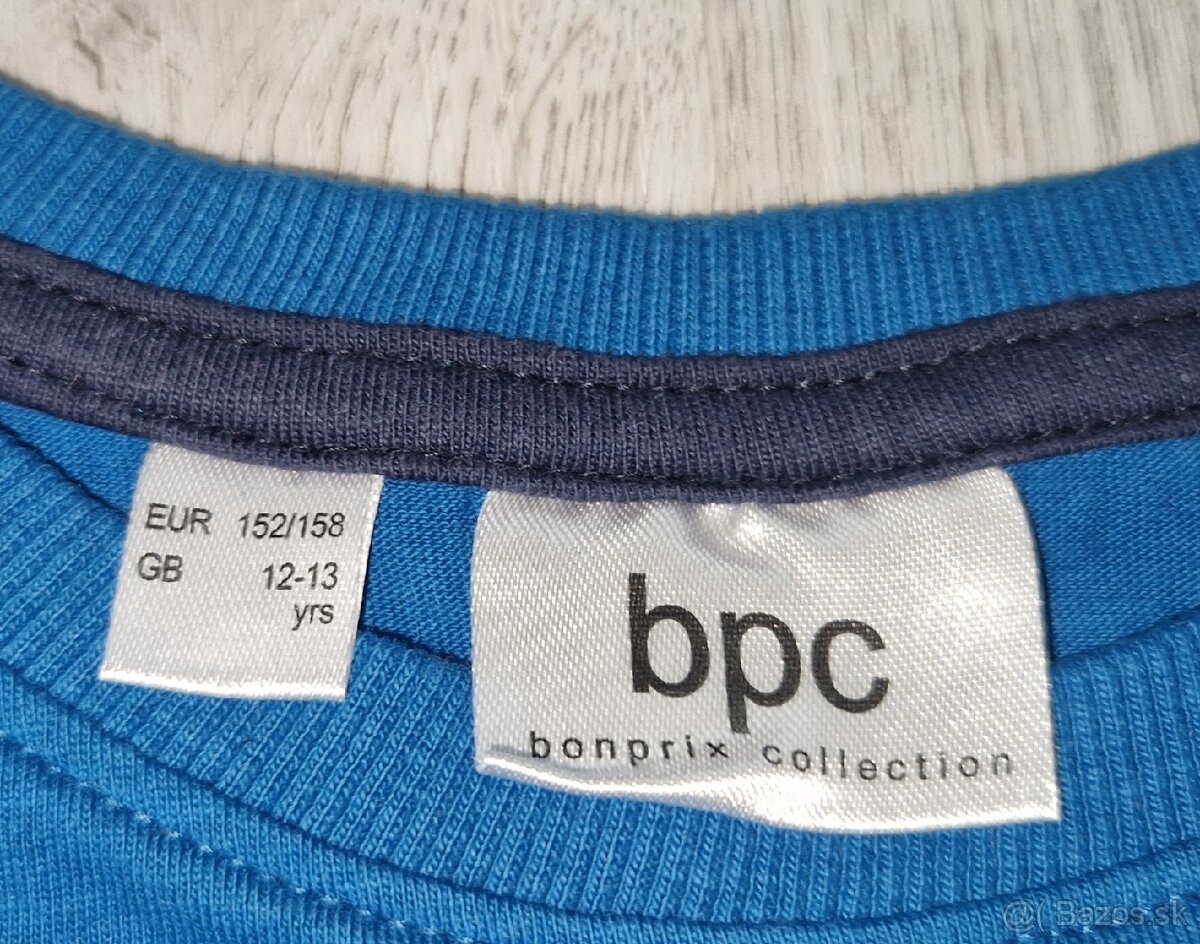 EUR 152/158
GB 12-13
yrs
bpc
bonprix collection
@( Bazos.sk